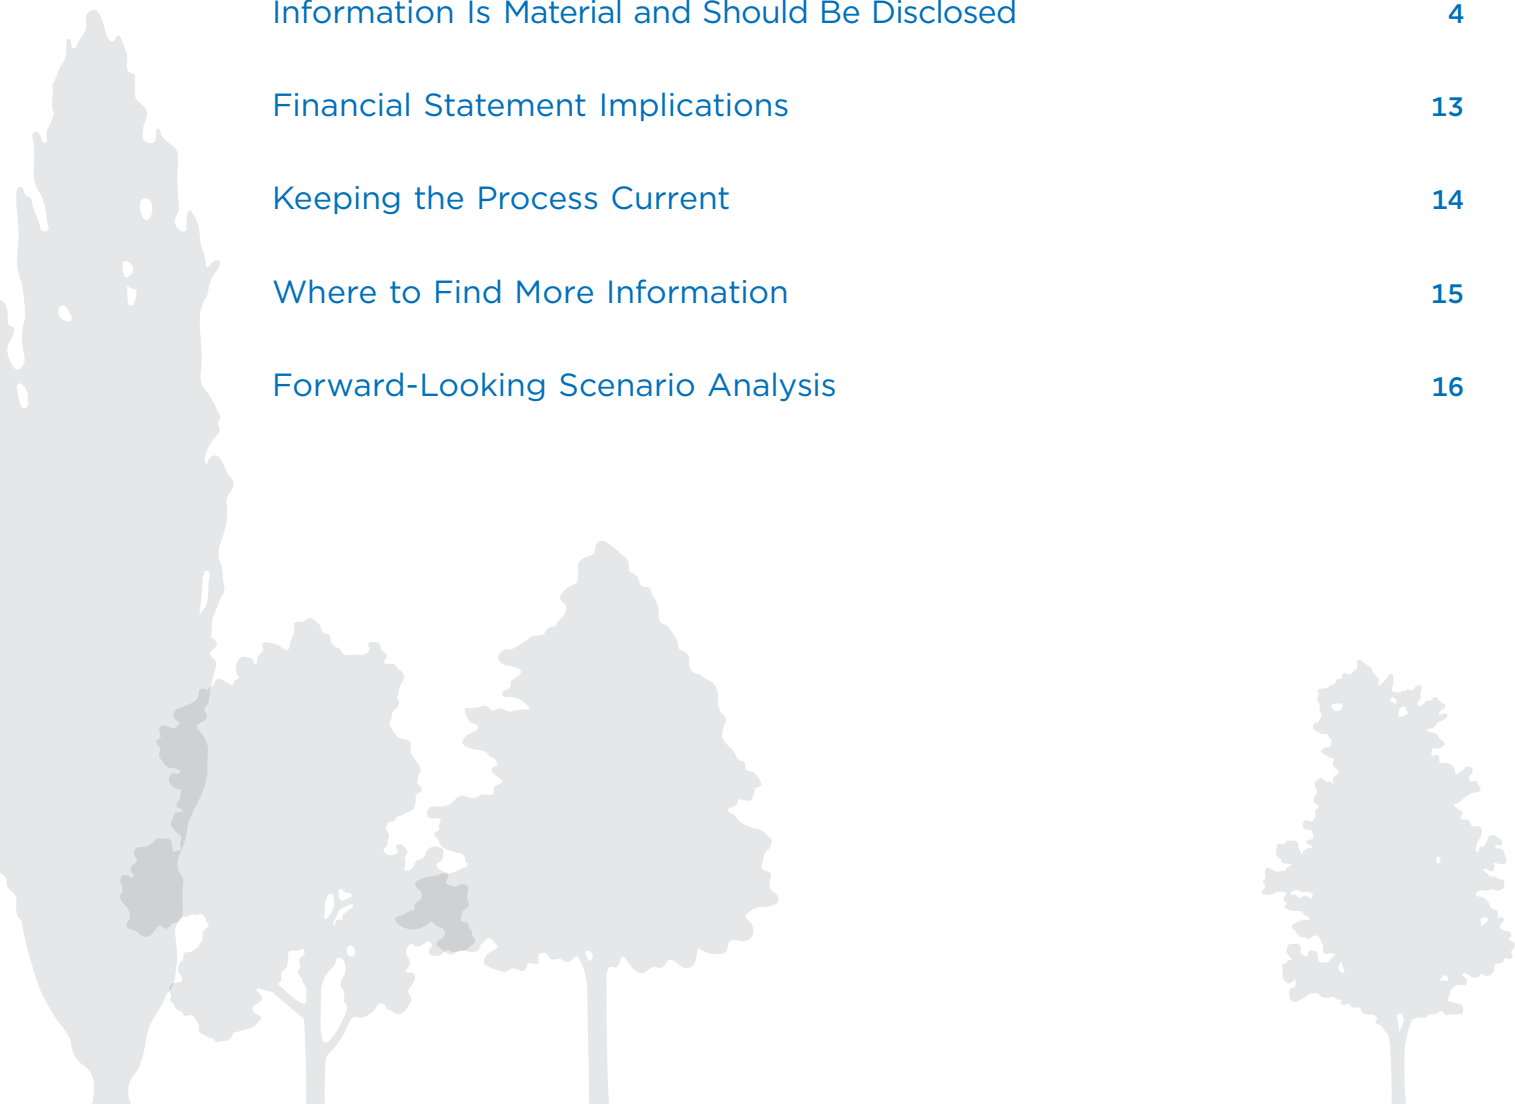 Information Is Material and Should Be Disclosed 4
Financial Statement Implications 13
Keeping the Process Current 14
Where to Find More Information 15
Forward-Looking Scenario Analysis 16